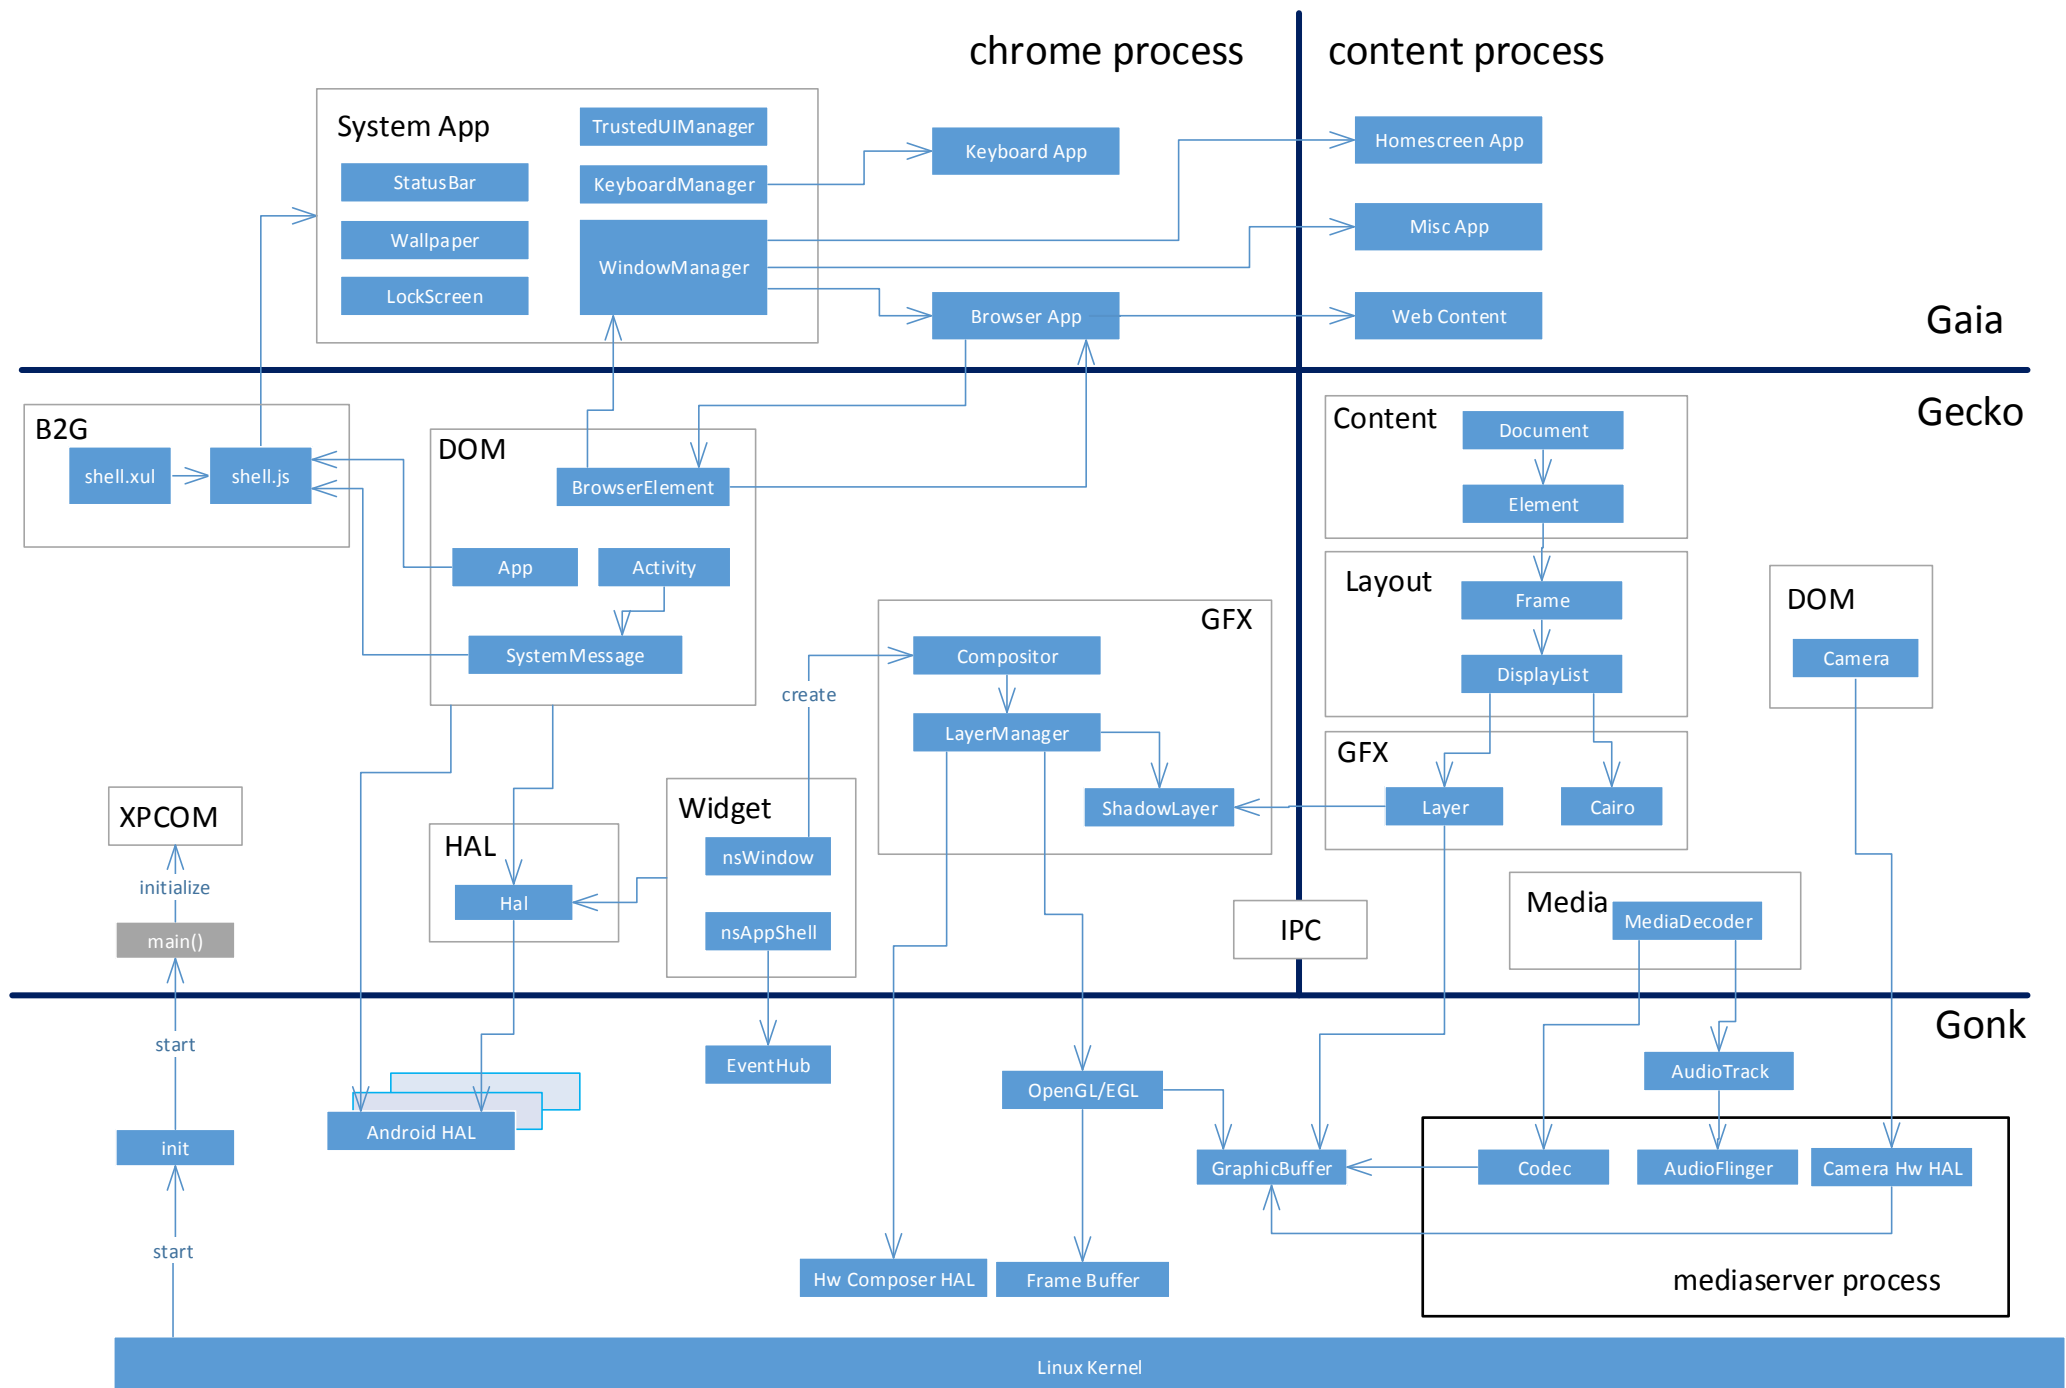 chrome process
content process
System App
TrustedUIManager
StatusBar
KeyboardManager
Wallpaper
WindowManager
LockScreen
Keyboard App
Browser App
Homescreen App
Misc App
Web Content
Gaia
Gecko
B2G
shell.xul
shell.js
DOM
BrowserElement
App
Activity
SystemMessage
Content
Document
Element
Layout
Frame
DisplayList
DOM
Camera
GFX
Compositor
LayerManager
ShadowLayer
create
GFX
Layer
Cairo
XPCOM
initialize
main()
HAL
Hal
Widget
nsWindow
nsAppShell
IPC
Media
MediaDecoder
Gonk
start
init
start
Android HAL
EventHub
OpenGL/EGL
AudioTrack
GraphicBuffer
Codec
AudioFlinger
Camera Hw HAL
Hw Composer HAL
Frame Buffer
mediaserver process
Linux Kernel